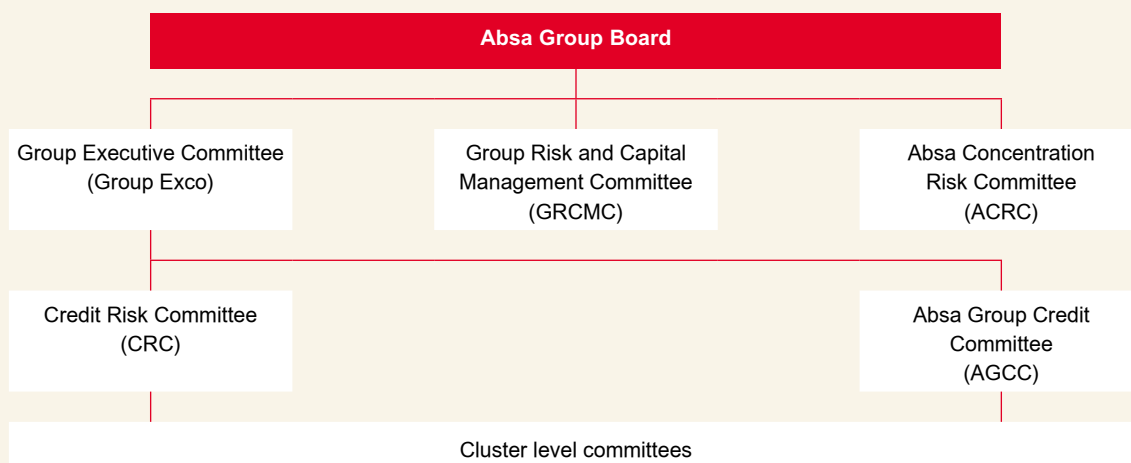 Absa Group Board
Group Executive Committee
(Group Exco)
Group Risk and Capital
Management Committee
(GRCMC)
Absa Concentration
Risk Committee
(ACRC)
Credit Risk Committee
(CRC)
Absa Group Credit
Committee
(AGCC)
Cluster level committees